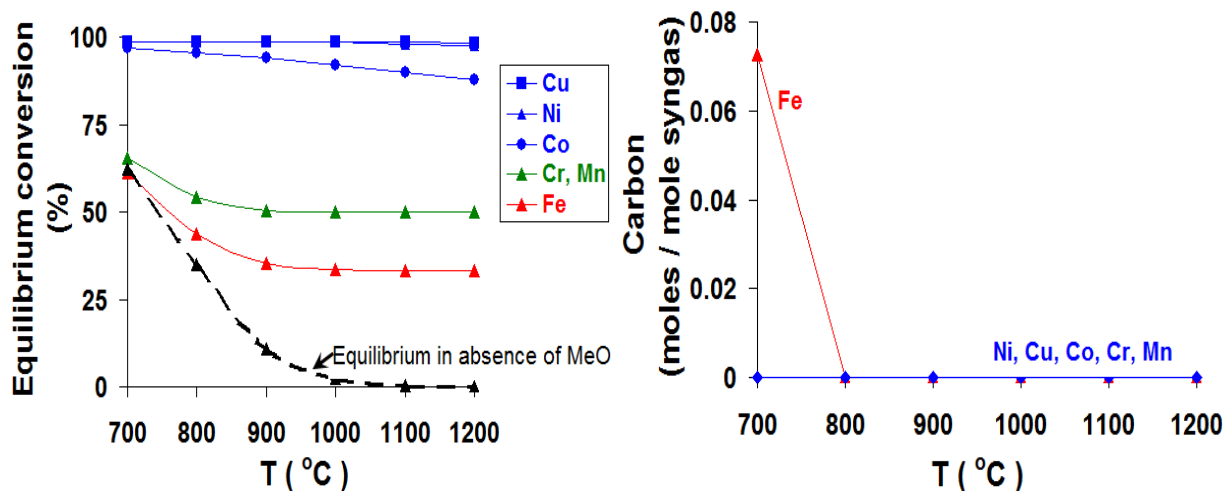 Equilibrium conversion
(%)
100
75
50
25
0
700 800 900 1000 1100 1200
T ( °C)
Cu
Ni
Co
Cr, Mn
Fe
Equilibrium in absence of MeO
Carbon
(moles / mole syngas)
0.08
0.06
0.04
0.02
0
700 800 900 1000 1100 1200
T ( °C)
Fe
Ni, Cu, Co, Cr, Mn